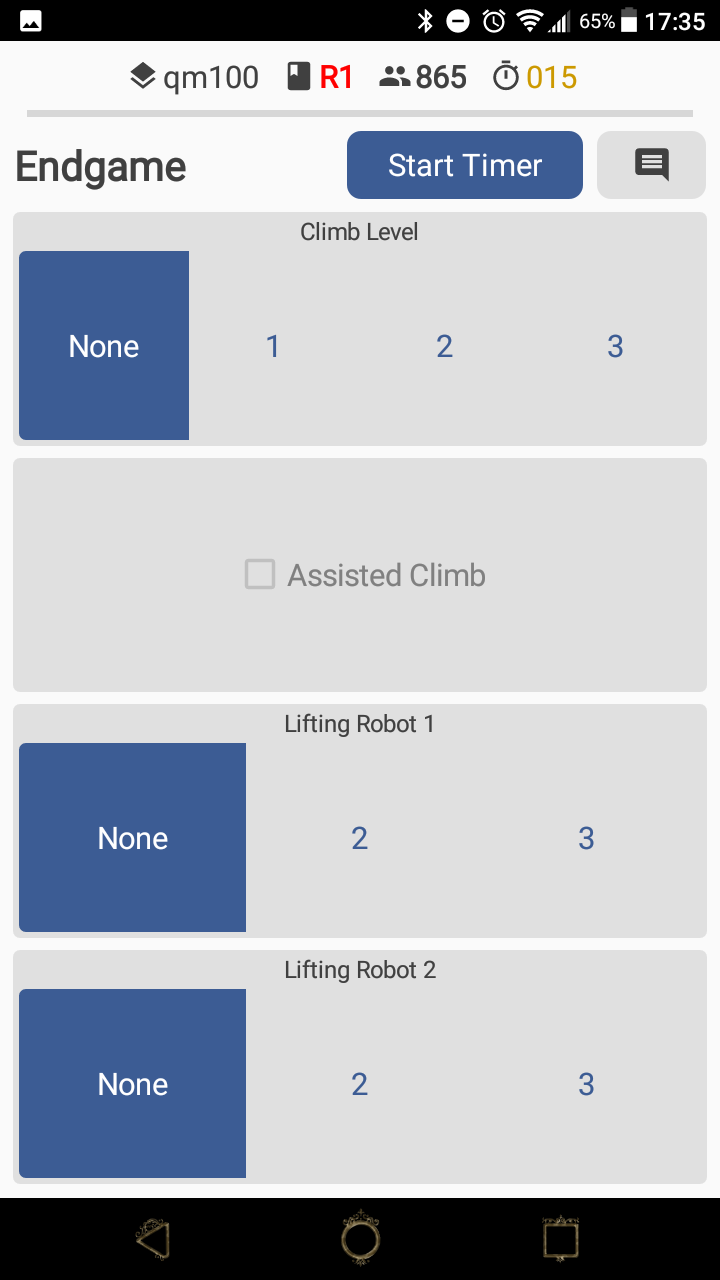 65% 17:35
qm100 R1 865 015
Endgame Start Timer
Climb Level
None 1 2 3
Assisted Climb
Lifting Robot 1
None 2 3
Lifting Robot 2
None 2 3